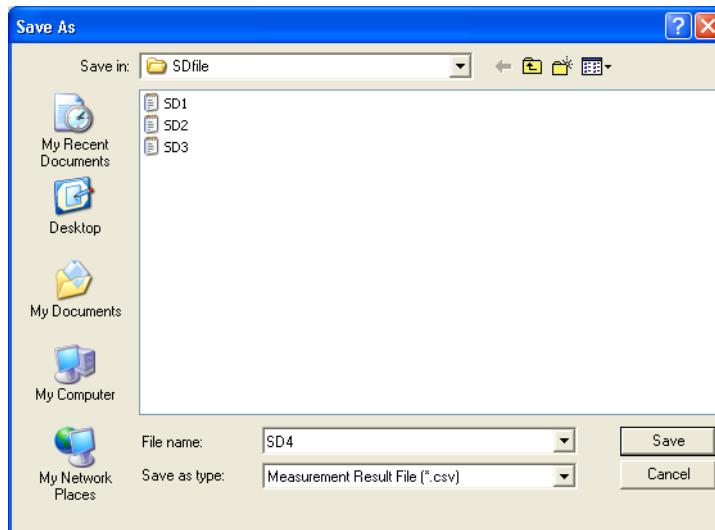 Save As
Save in: SDfile
SD1
SD2
SD3
My Recent
Documents
Desktop
My Documents
My Computer
My Network
Places
File name: SD4 Save
Save as type: Measurement Result File (*.csv) Cancel